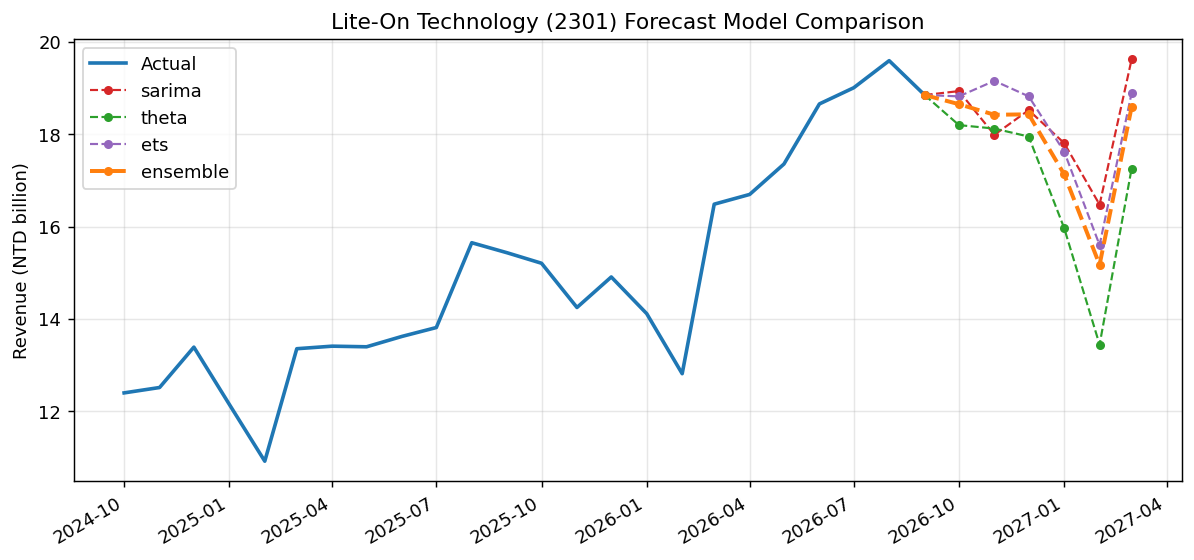 Lite-On Technology (2301) Forecast Model Comparison
Revenue (NTD billion)
20
18
16
14
12
Actual
sarima
theta
ets
ensemble
2024-10
2025-01
2025-04
2025-07
2025-10
2026-01
2026-04
2026-07
2026-10
2027-01
2027-04